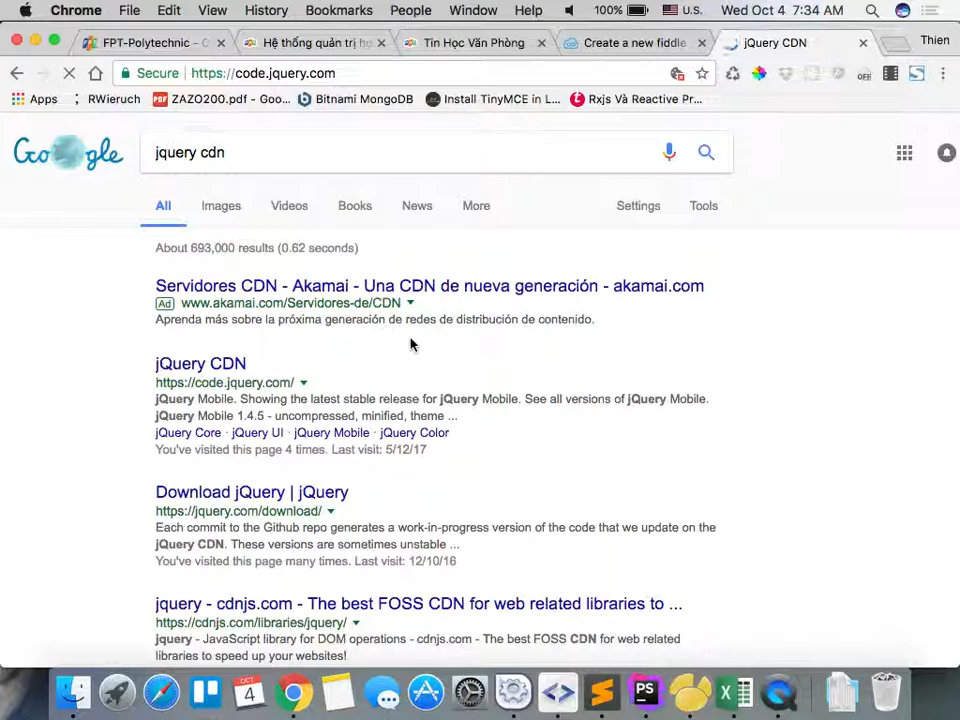 Chrome File Edit View History Bookmarks People Window Help 100% U.S. Wed Oct 4 7:34 AM
FPT-Polytechnic - C Hệ thống quản trị họ Tin Học Văn Phòng Create a new fiddle jQuery CDN Thien
Secure https://code.jquery.com
Apps RWieruch ZAZO200.pdf - Goo... Bitnami MongoDB Install TinyMCE in L... Rxjs Và Reactive Pr...
Google jquery cdn
All Images Videos Books News More Settings Tools
About 693,000 results (0.62 seconds)
Servidores CDN - Akamai - Una CDN de nueva generación - akamai.com
Ad www.akamai.com/Servidores-de/CDN
Aprenda más sobre la próxima generación de redes de distribución de contenido.
jQuery CDN
https://code.jquery.com/
jQuery Mobile. Showing the latest stable release for jQuery Mobile. See all versions of jQuery Mobile.
jQuery Mobile 1.4.5 - uncompressed, minified, theme ...
jQuery Core · jQuery UI · jQuery Mobile · jQuery Color
You've visited this page 4 times. Last visit: 5/12/17
Download jQuery | jQuery
https://jquery.com/download/
Each commit to the Github repo generates a work-in-progress version of the code that we update on the
jQuery CDN. These versions are sometimes unstable ...
You've visited this page many times. Last visit: 12/10/16
jquery - cdnjs.com - The best FOSS CDN for web related libraries to ...
https://cdnjs.com/libraries/jquery/
jquery - JavaScript library for DOM operations - cdnjs.com - The best FOSS CDN for web related
libraries to speed up your websites!
OCT
4
PS